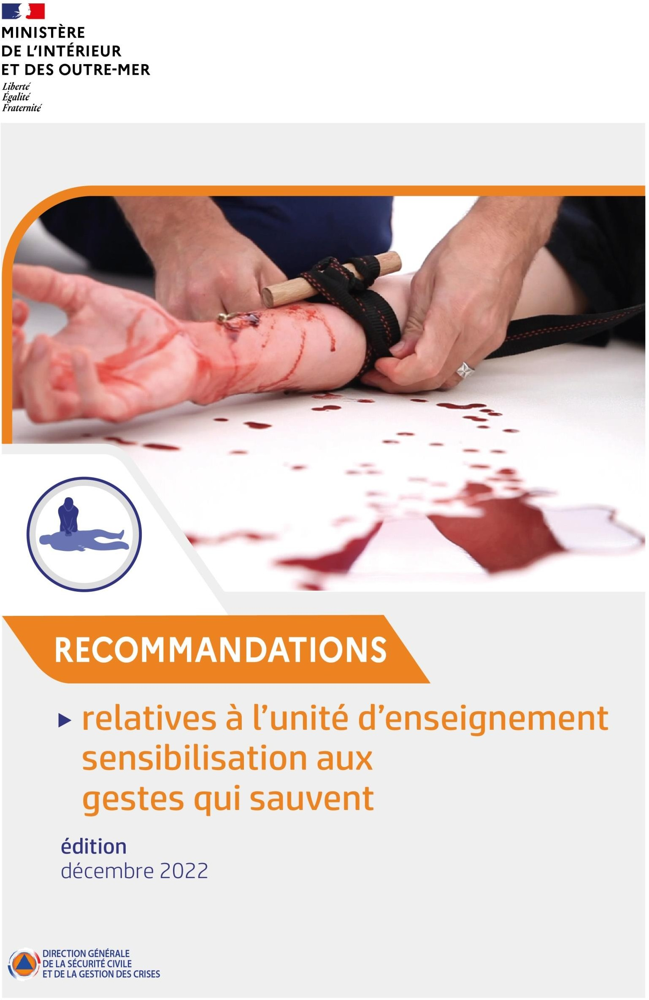 MINISTÈRE
DE L'INTÉRIEUR
ET DES OUTRE-MER
Liberté
Égalité
Fraternité
RECOMMANDATIONS
relatives à l'unité d'enseignement
sensibilisation aux
gestes qui sauvent
édition
décembre 2022
DIRECTION GÉNÉRALE
DE LA SÉCURITÉ CIVILE
ET DE LA GESTION DES CRISES